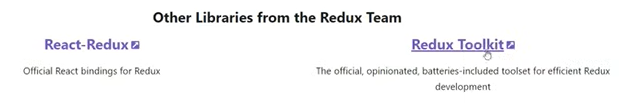 Other Libraries from the Redux Team
React-Redux
Redux Toolkit
Official React bindings for Redux
The official, opinionated, batteries-included toolset for efficient Redux
development